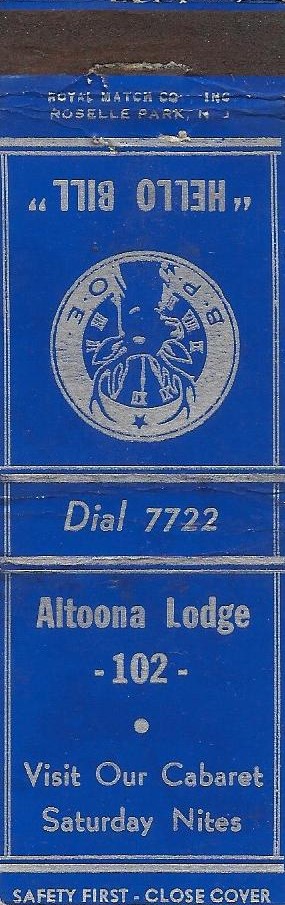 ROYAL MATCH CO., INC
ROSELLE PARK, N J
"HELLO BILL"
B.P.O.E.
Dial 7722
Altoona Lodge
-102-
Visit Our Cabaret
Saturday Nites
SAFETY FIRST - CLOSE COVER